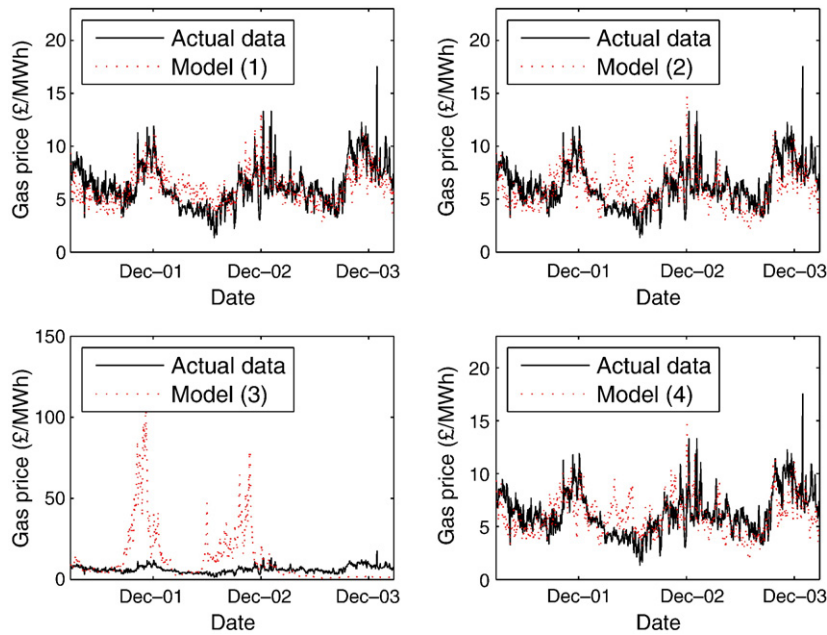 Actual data
Model (1)
Gas price (£/MWh)
20
15
10
5
0
Dec–01
Dec–02
Dec–03
Date
Actual data
Model (2)
Gas price (£/MWh)
20
15
10
5
0
Dec–01
Dec–02
Dec–03
Date
Actual data
Model (3)
Gas price (£/MWh)
150
100
50
0
Dec–01
Dec–02
Dec–03
Date
Actual data
Model (4)
Gas price (£/MWh)
20
15
10
5
0
Dec–01
Dec–02
Dec–03
Date